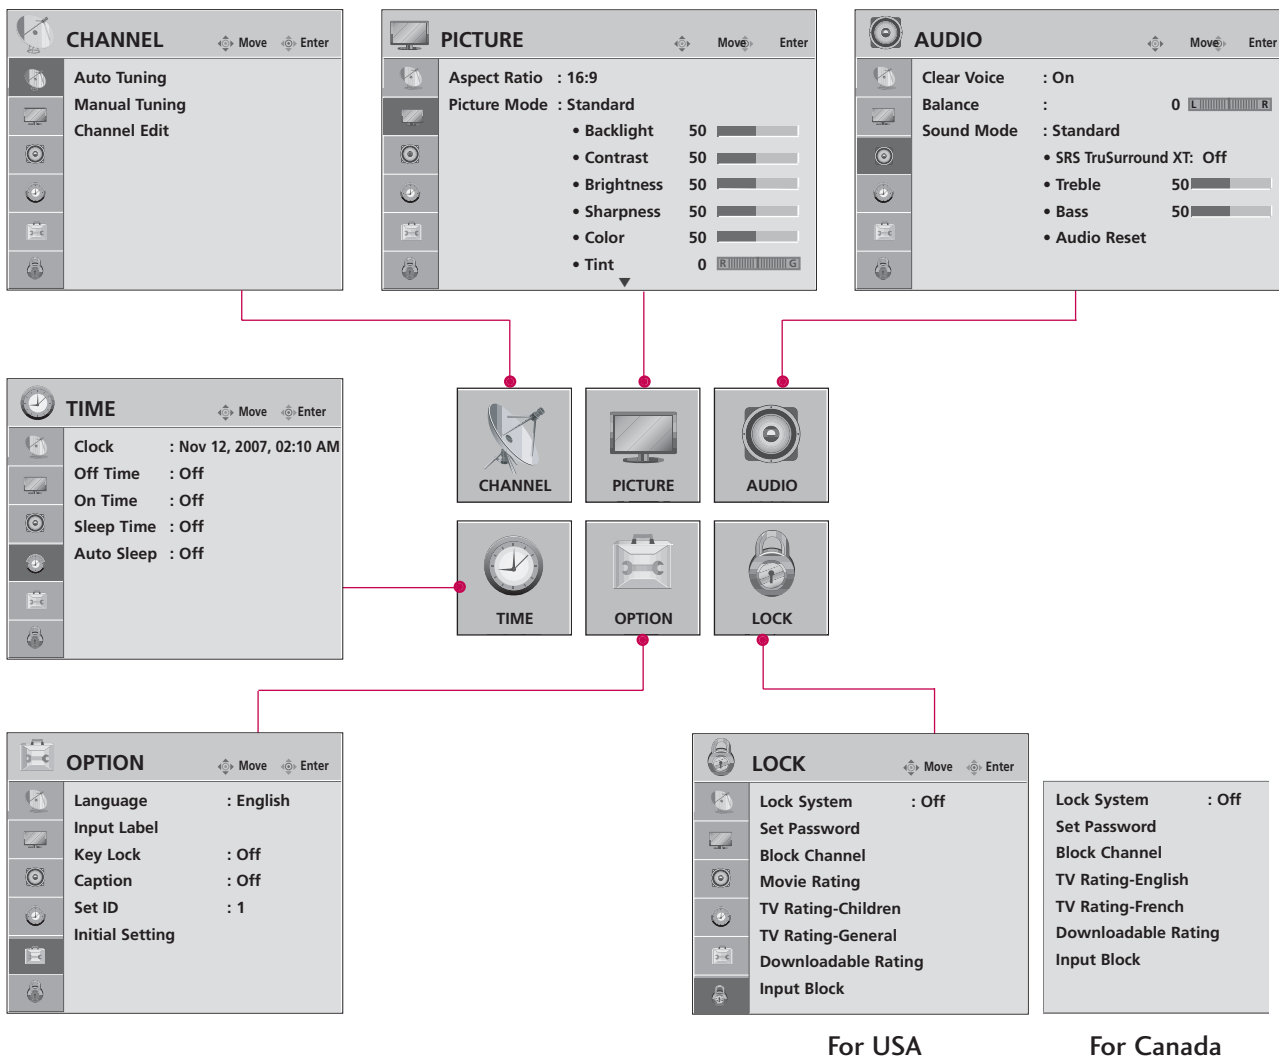 CHANNEL Move Enter
Auto Tuning
Manual Tuning
Channel Edit
PICTURE Move Enter
Aspect Ratio : 16:9
Picture Mode : Standard
• Backlight 50
• Contrast 50
• Brightness 50
• Sharpness 50
• Color 50
• Tint 0 R G
AUDIO Move Enter
Clear Voice : On
Balance : 0 L R
Sound Mode : Standard
• SRS TruSurround XT: Off
• Treble 50
• Bass 50
• Audio Reset
TIME Move Enter
Clock : Nov 12, 2007, 02:10 AM
Off Time : Off
On Time : Off
Sleep Time : Off
Auto Sleep : Off
CHANNEL
PICTURE
AUDIO
TIME
OPTION
LOCK
OPTION Move Enter
Language : English
Input Label
Key Lock : Off
Caption : Off
Set ID : 1
Initial Setting
LOCK Move Enter
Lock System : Off
Set Password
Block Channel
Movie Rating
TV Rating-Children
TV Rating-General
Downloadable Rating
Input Block
For USA
Lock System : Off
Set Password
Block Channel
TV Rating-English
TV Rating-French
Downloadable Rating
Input Block
For Canada